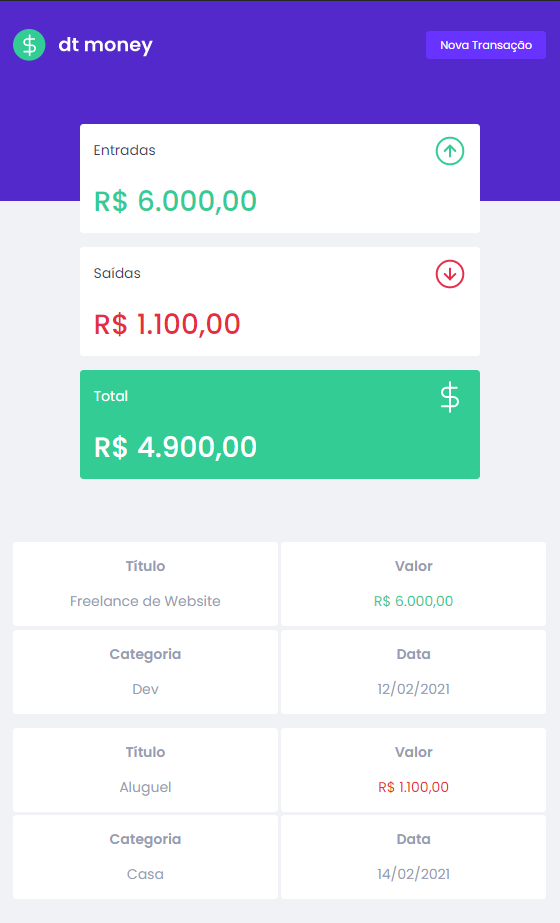 dt money
Nova Transação
Entradas
R$ 6.000,00
Saídas
R$ 1.100,00
Total
R$ 4.900,00
Título Valor
Freelance de Website R$ 6.000,00
Categoria Data
Dev 12/02/2021
Título Valor
Aluguel R$ 1.100,00
Categoria Data
Casa 14/02/2021